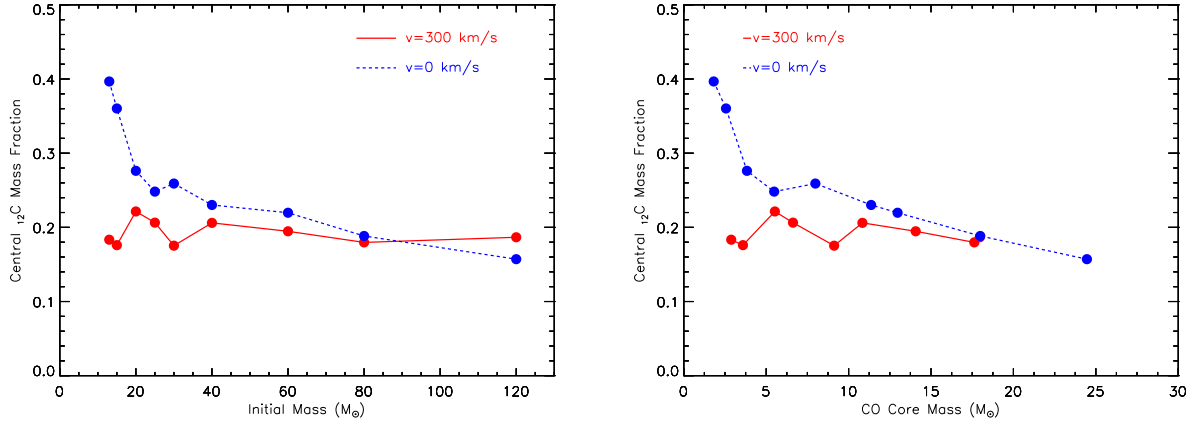 0.5
0.4
0.3
0.2
0.1
0.0
Central 12C Mass Fraction
v=300 km/s
v=0 km/s
0 20 40 60 80 100 120
Initial Mass (M⊙)
0.5
0.4
0.3
0.2
0.1
0.0
Central 12C Mass Fraction
v=300 km/s
v=0 km/s
0 5 10 15 20 25 30
CO Core Mass (M⊙)